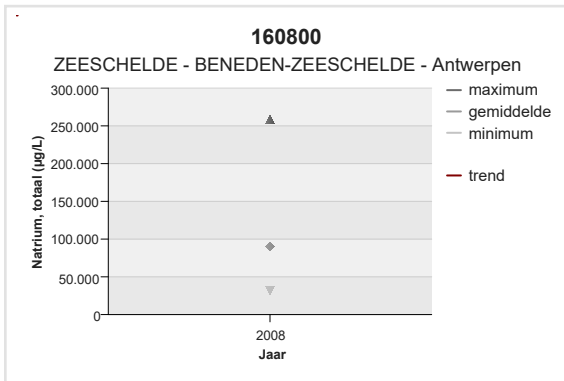 160800
ZEESCHELDE - BENEDEN-ZEESCHELDE - Antwerpen
maximum
gemiddelde
minimum
trend
Natrium, totaal (µg/L)
300.000
250.000
200.000
150.000
100.000
50.000
0
2008
Jaar